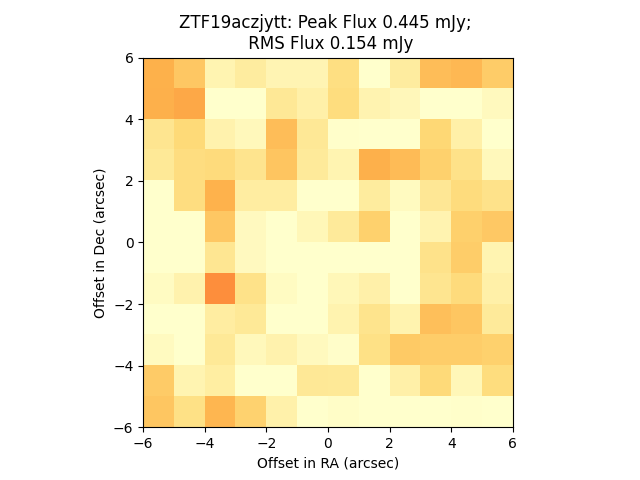 ZTF19aczjytt: Peak Flux 0.445 mJy;
RMS Flux 0.154 mJy
6
4
2
0
−2
−4
−6
Offset in Dec (arcsec)
−6 −4 −2 0 2 4 6
Offset in RA (arcsec)